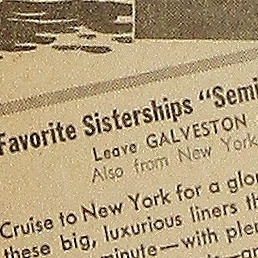 Favorite Sisterships "Semi
Leave GALVESTON
Also from New York
Cruise to New York for a glo
these big, luxurious liners th
minute—with plen